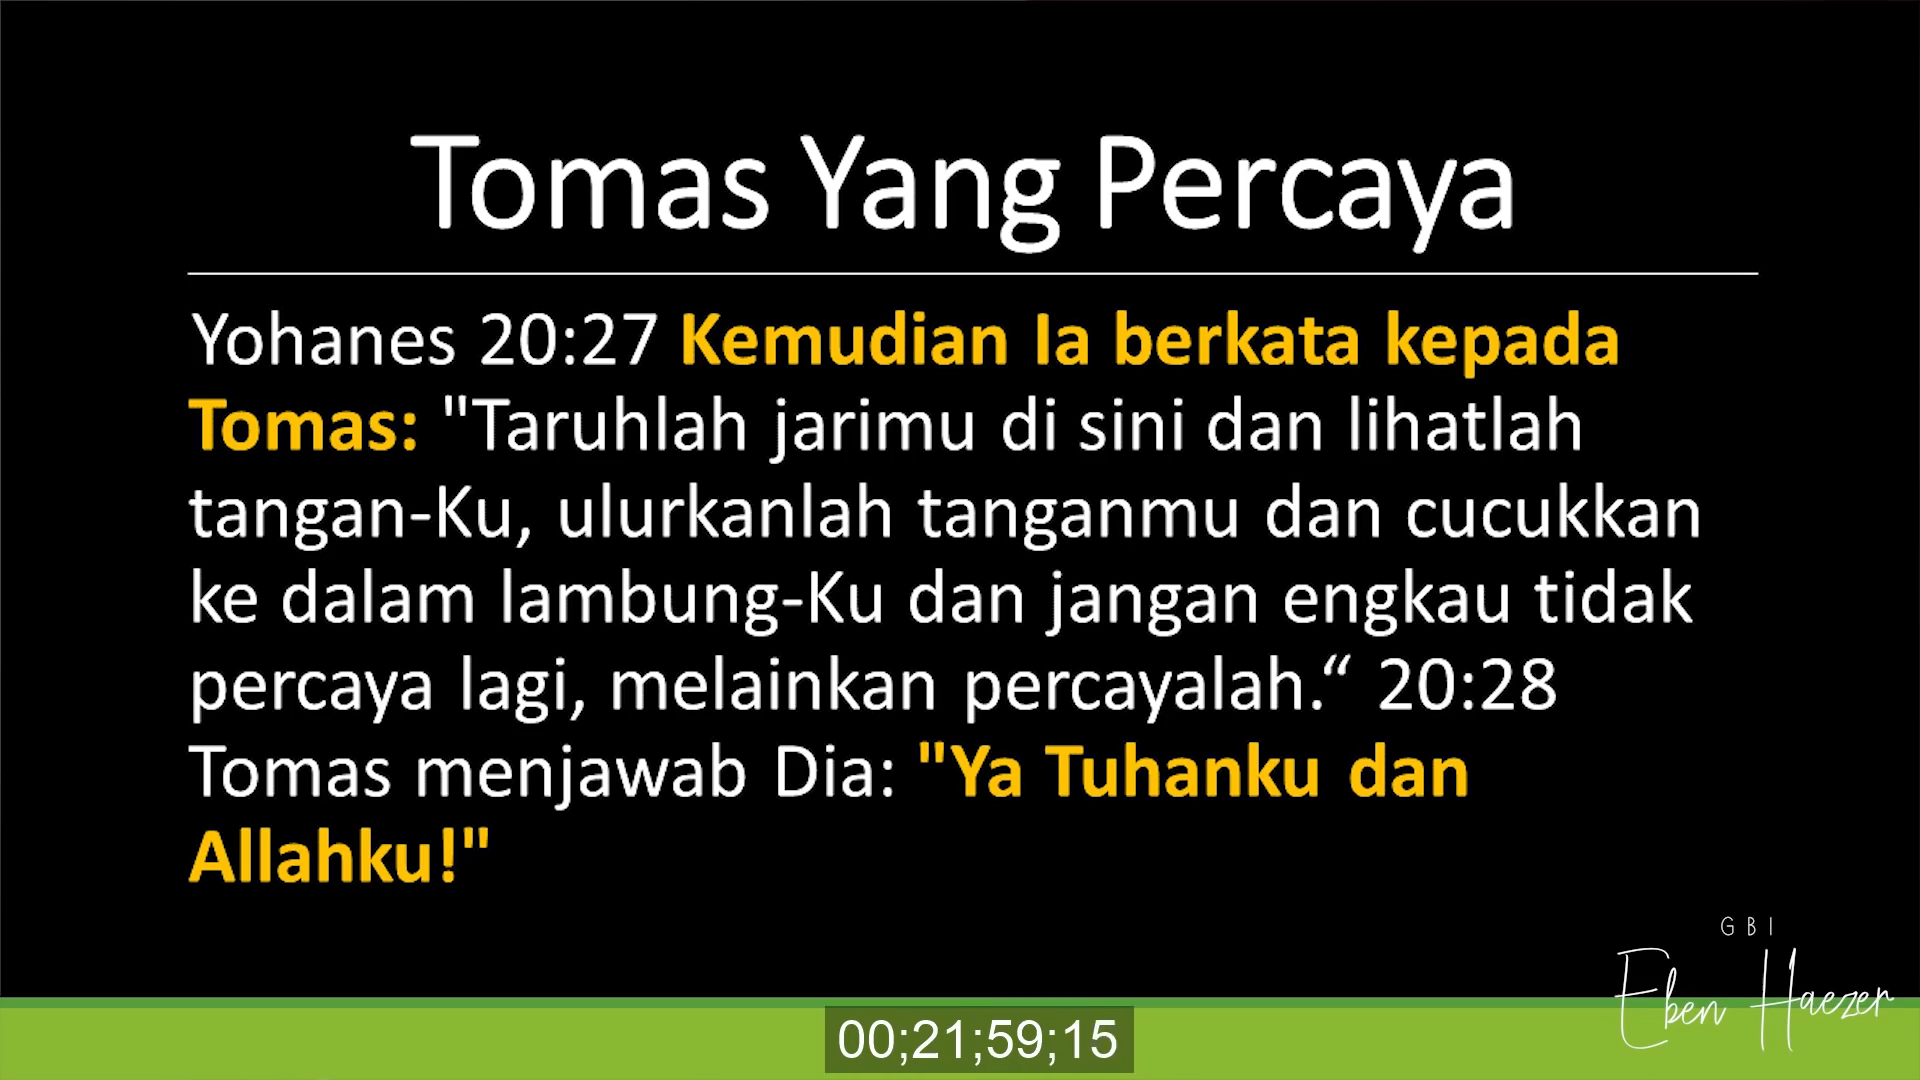 Tomas Yang Percaya
Yohanes 20:27 Kemudian Ia berkata kepada
Tomas: "Taruhlah jarimu di sini dan lihatlah
tangan-Ku, ulurkanlah tanganmu dan cucukkan
ke dalam lambung-Ku dan jangan engkau tidak
percaya lagi, melainkan percayalah.“ 20:28
Tomas menjawab Dia: "Ya Tuhanku dan
Allahku!"
GBI
Eben Haezer
00;21;59;15